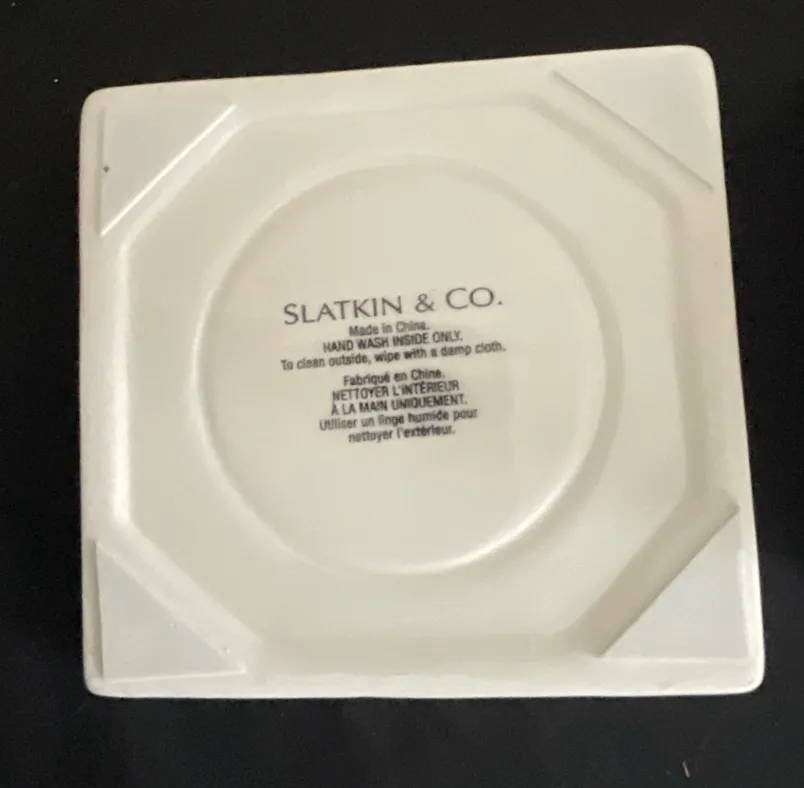 SLATKIN & CO.
Made in China.
HAND WASH INSIDE ONLY.
To clean outside, wipe with a damp cloth.
Fabriqué en Chine.
NETTOYER L'INTÉRIEUR
À LA MAIN UNIQUEMENT.
Utiliser un linge humide pour
nettoyer l'extérieur.